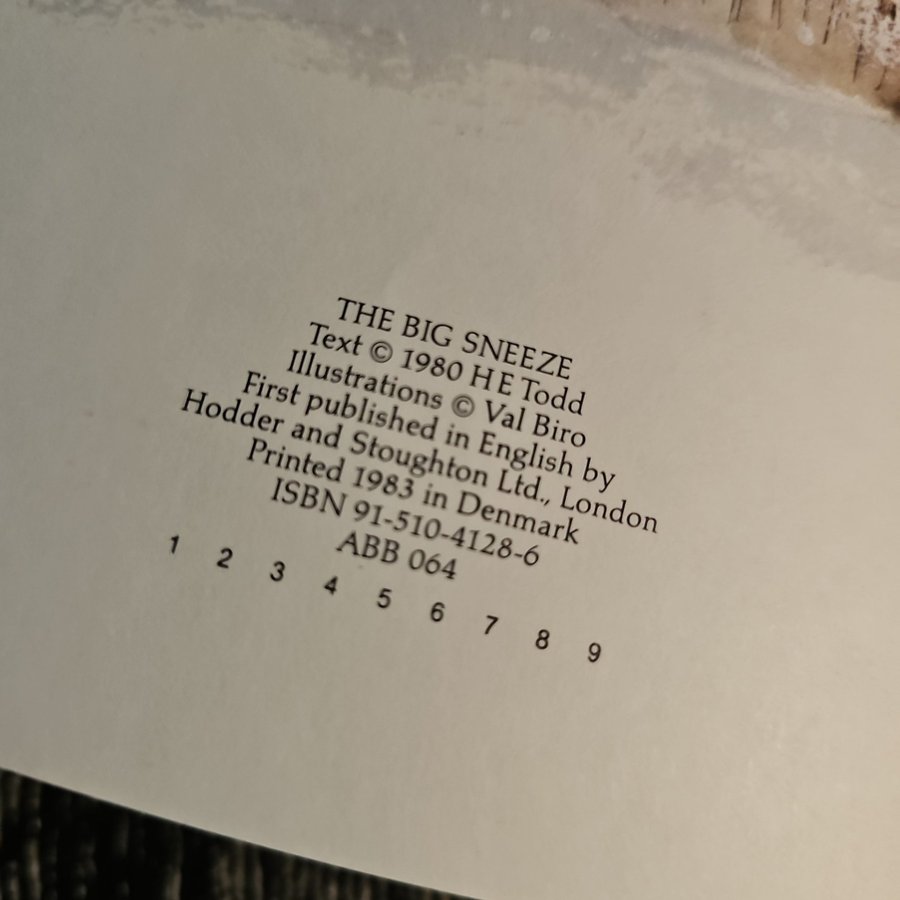 THE BIG SNEEZE
Text © 1980 H E Todd
Illustrations © Val Biro
First published in English by
Hodder and Stoughton Ltd., London
Printed 1983 in Denmark
ISBN 91-510-4128-6
ABB 064
1 2 3 4 5 6 7 8 9